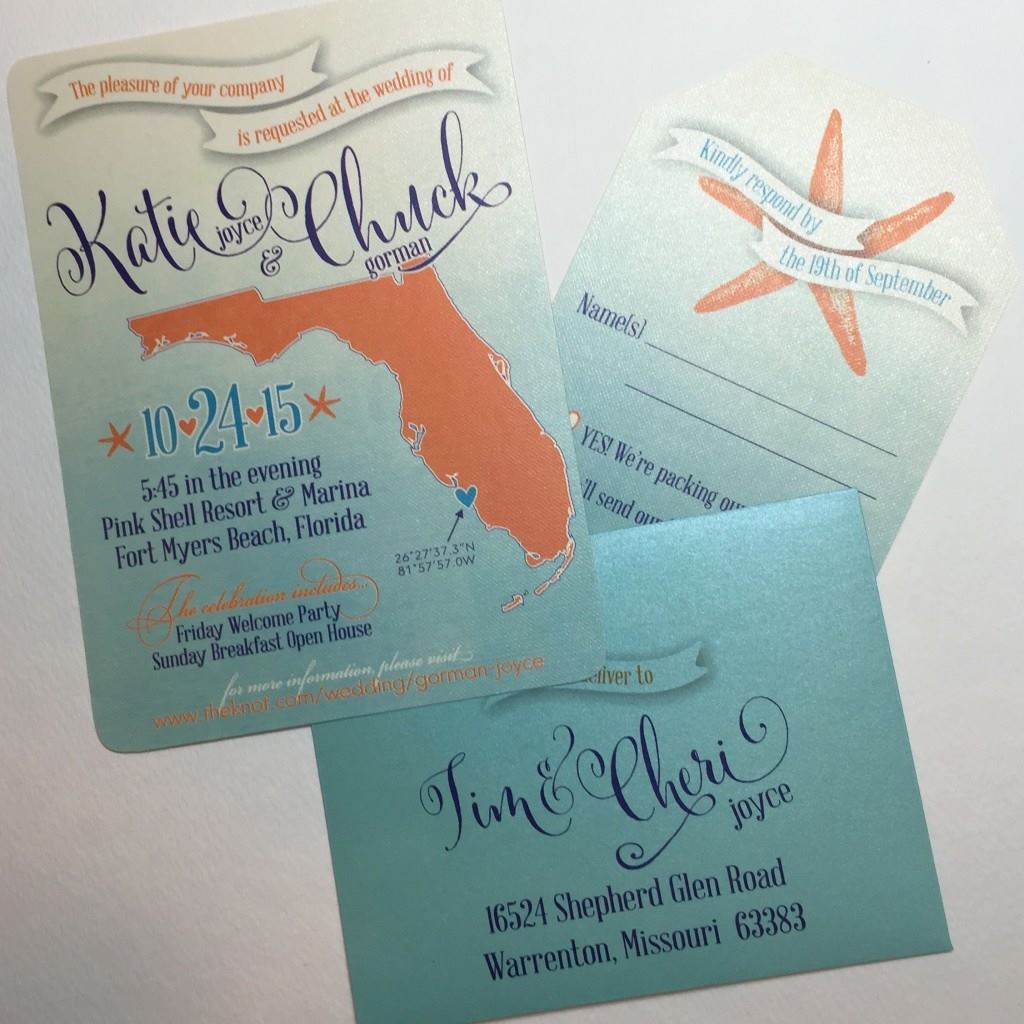 The pleasure of your company
is requested at the wedding of
Katie joyce
& Chuck gorman
10 24 15
5:45 in the evening
Pink Shell Resort & Marina
Fort Myers Beach, Florida
26°27'37.3"N
81°57'57.0W
The celebration includes...
Friday Welcome Party
Sunday Breakfast Open House
for more information, please visit
www.theknot.com/wedding/gorman-joyce
Kindly respond by
the 19th of September
Name(s)
YES! We're packing
send
to
Tim & Cheri
joyce
16524 Shepherd Glen Road
Warrenton, Missouri 63383